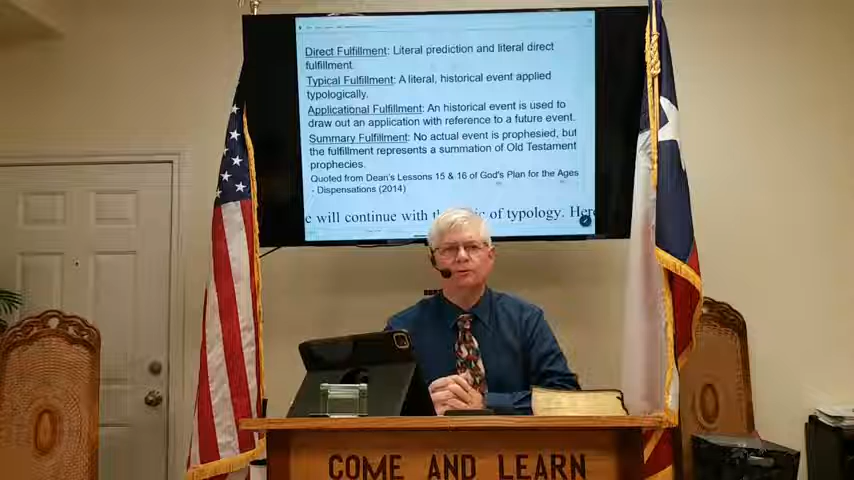 Direct Fulfillment: Literal prediction and literal direct
fulfillment.
Typical Fulfillment: A literal, historical event applied
typologically.
Applicational Fulfillment: An historical event is used to
draw out an application with reference to a future event.
Summary Fulfillment: No actual event is prophesied, but
the fulfillment represents a summation of Old Testament
prophecies.
Quoted from Dean's Lessons 15 & 16 of God's Plan for the Ages
- Dispensations (2014)
e will continue with of typology. Here
COME AND LEARN